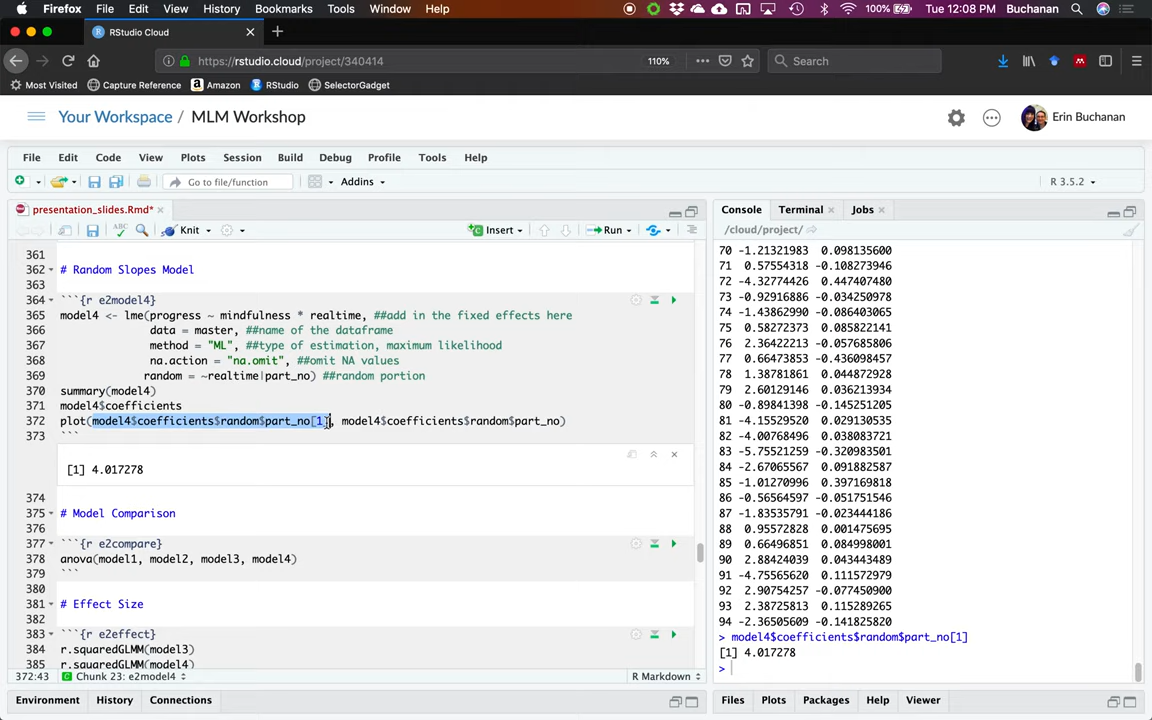 Firefox File Edit View History Bookmarks Tools Window Help 100% Tue 12:08 PM Buchanan
RStudio Cloud
https://rstudio.cloud/project/340414 110% Search
Most Visited Capture Reference Amazon RStudio SelectorGadget
Your Workspace / MLM Workshop Erin Buchanan
File Edit Code View Plots Session Build Debug Profile Tools Help
Go to file/function Addins R 3.5.2
presentation_slides.Rmd*
ABC Knit Insert Run
361
362 # Random Slopes Model
363
364 ```{r e2model4}
365 model4 <- lme(progress ~ mindfulness * realtime, ##add in the fixed effects here
366 data = master, ##name of the dataframe
367 method = "ML", ##type of estimation, maximum likelihood
368 na.action = "na.omit", ##omit NA values
369 random = ~realtime|part_no) ##random portion
370 summary(model4)
371 model4$coefficients
372 plot(model4$coefficients$random$part_no[1], model4$coefficients$random$part_no)
373 ```
[1] 4.017278
374
375 # Model Comparison
376
377 ```{r e2compare}
378 anova(model1, model2, model3, model4)
379 ```
380
381 # Effect Size
382
383 ```{r e2effect}
384 r.squaredGLMM(model3)
385 r.squaredGLMM(model4)
372:43 Chunk 23: e2model4 R Markdown
Environment History Connections
Console Terminal Jobs
/cloud/project/
70 -1.21321983 0.098135600
71 0.57554318 -0.108273946
72 -4.32774426 0.447407480
73 -0.92916886 -0.034250978
74 -1.43862990 -0.086403065
75 0.58272373 0.085822141
76 2.36422213 -0.057685806
77 0.66473853 -0.436098457
78 1.38781861 0.044872928
79 2.60129146 0.036213934
80 -0.89841398 -0.145251205
81 -4.15529520 0.029130535
82 -4.00768496 0.038083721
83 -5.75521259 -0.320983501
84 -2.67065567 0.091882587
85 -1.01270996 0.397169818
86 -0.56564597 -0.051751546
87 -1.83535791 -0.023444186
88 0.95572828 0.001475695
89 0.66496851 0.084998001
90 2.88424039 0.043443489
91 -4.75565620 0.111572979
92 2.90754257 -0.077450900
93 2.38725813 0.115289265
94 -2.36510609 -0.141825820
> model4$coefficients$random$part_no[1]
[1] 4.017278
>
Files Plots Packages Help Viewer